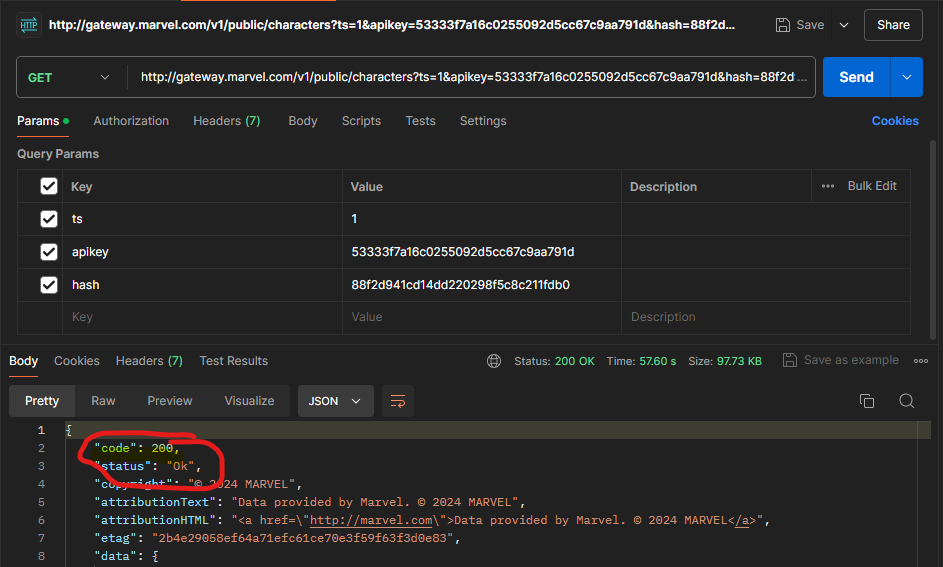 HTTP http://gateway.marvel.com/v1/public/characters?ts=1&apikey=53333f7a16c0255092d5cc67c9aa791d&hash=88f2d... Save Share
GET http://gateway.marvel.com/v1/public/characters?ts=1&apikey=53333f7a16c0255092d5cc67c9aa791d&hash=88f2d ... Send
Params Authorization Headers (7) Body Scripts Tests Settings Cookies
Query Params
Key Value Description ••• Bulk Edit
ts 1
apikey 53333f7a16c0255092d5cc67c9aa791d
hash 88f2d941cd14dd220298f5c8c211fdb0
Key Value Description
Body Cookies Headers (7) Test Results Status: 200 OK Time: 57.60 s Size: 97.73 KB Save as example
Pretty Raw Preview Visualize JSON
1 {
2 "code": 200,
3 "status": "Ok",
4 "copyright": "© 2024 MARVEL",
5 "attributionText": "Data provided by Marvel. © 2024 MARVEL",
6 "attributionHTML": "<a href=\"http://marvel.com\">Data provided by Marvel. © 2024 MARVEL</a>",
7 "etag": "2b4e29058ef64a71efc61ce70e3f59f63f3d0e83",
8 "data": {